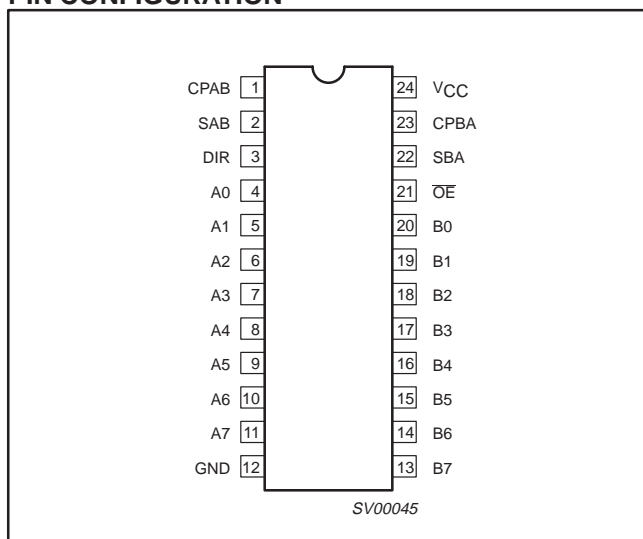 PIN CONFIGURATION
CPAB 1 24 VCC
SAB 2 23 CPBA
DIR 3 22 SBA
A0 4 21 OE
A1 5 20 B0
A2 6 19 B1
A3 7 18 B2
A4 8 17 B3
A5 9 16 B4
A6 10 15 B5
A7 11 14 B6
GND 12 13 B7
SV00045